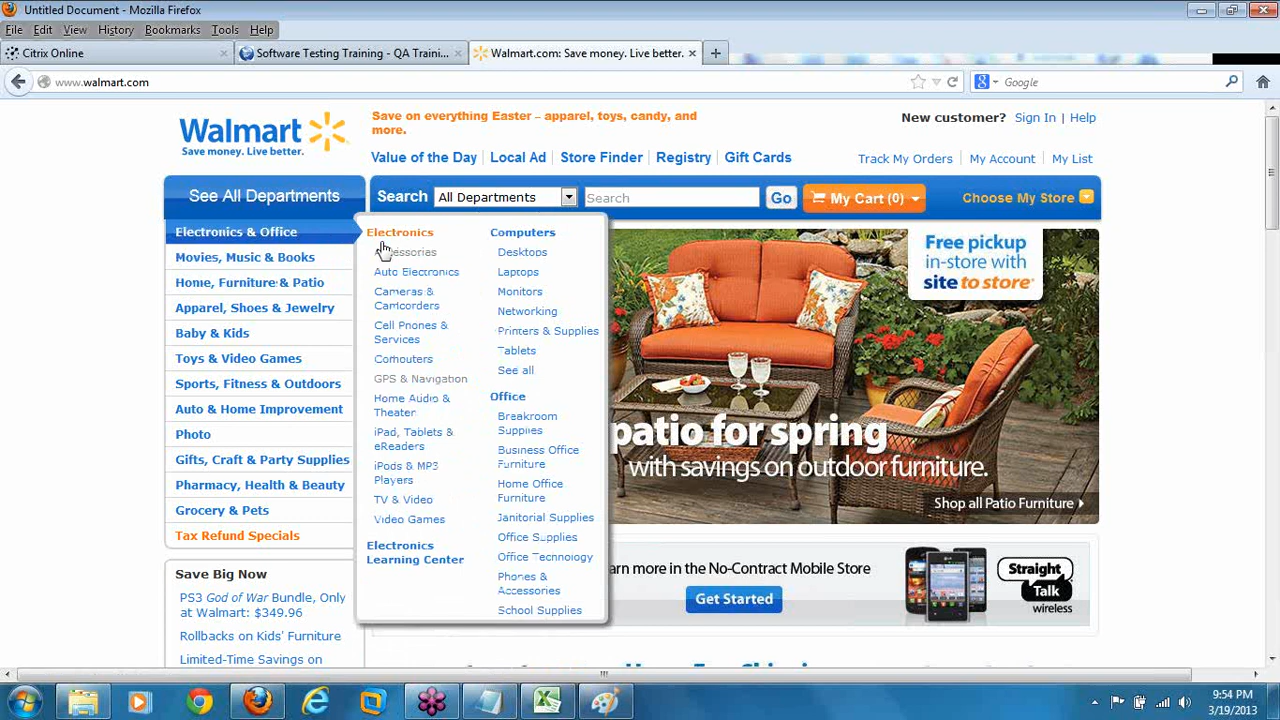 Untitled Document - Mozilla Firefox
File Edit View History Bookmarks Tools Help
Citrix Online
Software Testing Training - QA Traini...
Walmart.com: Save money. Live better.
www.walmart.com
Google
Walmart
Save money. Live better.
Save on everything Easter – apparel, toys, candy, and
more.
New customer? Sign In | Help
Value of the Day | Local Ad | Store Finder | Registry | Gift Cards
Track My Orders | My Account | My List
See All Departments
Search All Departments Search Go My Cart (0) Choose My Store
Electronics & Office
Movies, Music & Books
Home, Furniture & Patio
Apparel, Shoes & Jewelry
Baby & Kids
Toys & Video Games
Sports, Fitness & Outdoors
Auto & Home Improvement
Photo
Gifts, Craft & Party Supplies
Pharmacy, Health & Beauty
Grocery & Pets
Tax Refund Specials
Save Big Now
PS3 God of War Bundle, Only
at Walmart: $349.96
Rollbacks on Kids' Furniture
Limited-Time Savings on
Electronics
Auto Electronics
Cameras &
Camcorders
Cell Phones &
Services
Computers
GPS & Navigation
Home Audio &
Theater
iPad, Tablets &
eReaders
iPods & MP3
Players
TV & Video
Video Games
Electronics
Learning Center
Computers
Desktops
Laptops
Monitors
Networking
Printers & Supplies
Tablets
See all
Office
Breakroom
Supplies
Business Office
Furniture
Home Office
Furniture
Janitorial Supplies
Office Supplies
Office Technology
Phones &
Accessories
School Supplies
Free pickup
in-store with
site to store®
patio for spring
with savings on outdoor furniture.
Shop all Patio Furniture
more in the No-Contract Mobile Store
Get Started
Straight
Talk
wireless
9:54 PM
3/19/2013